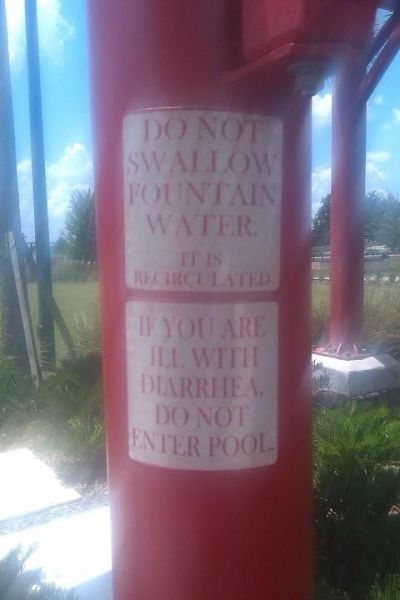 DO NOT
SWALLOW
FOUNTAIN
WATER.
IT IS
RECIRCULATED.
IF YOU ARE
ILL WITH
DIARRHEA,
DO NOT
ENTER POOL.